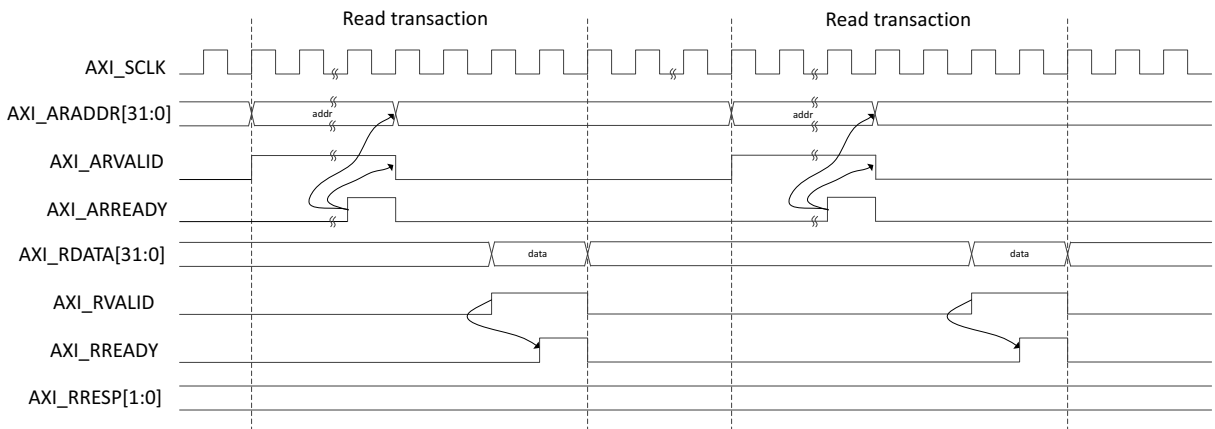 Read transaction Read transaction
AXI_SCLK
AXI_ARADDR[31:0] addr addr
AXI_ARVALID
AXI_ARREADY
AXI_RDATA[31:0] data data
AXI_RVALID
AXI_RREADY
AXI_RRESP[1:0]